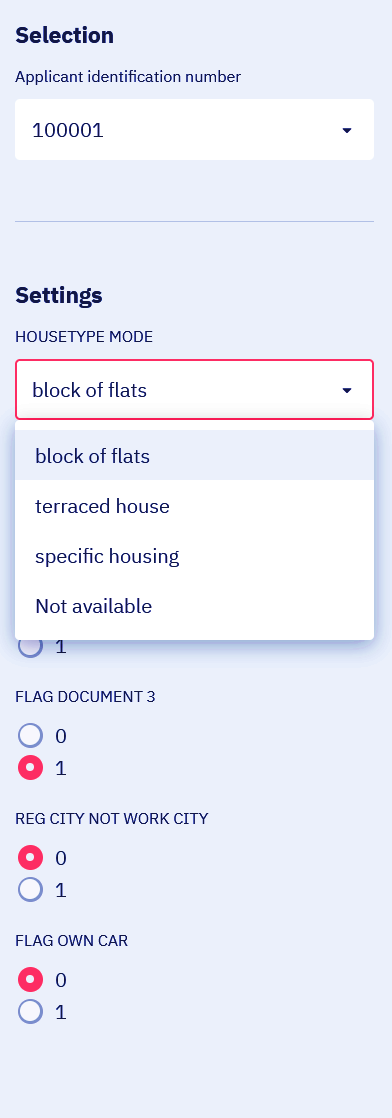 Selection
Applicant identification number
100001
Settings
HOUSETYPE MODE
block of flats
block of flats
terraced house
specific housing
Not available
1
FLAG DOCUMENT 3
0
1
REG CITY NOT WORK CITY
0
1
FLAG OWN CAR
0
1